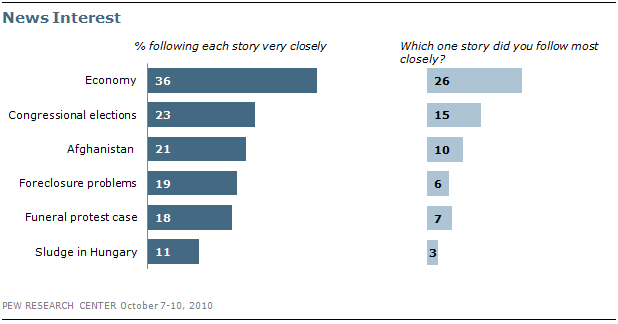 News Interest
% following each story very closely
Which one story did you follow most
closely?
Economy 36 26
Congressional elections 23 15
Afghanistan 21 10
Foreclosure problems 19 6
Funeral protest case 18 7
Sludge in Hungary 11 3
PEW RESEARCH CENTER October 7-10, 2010